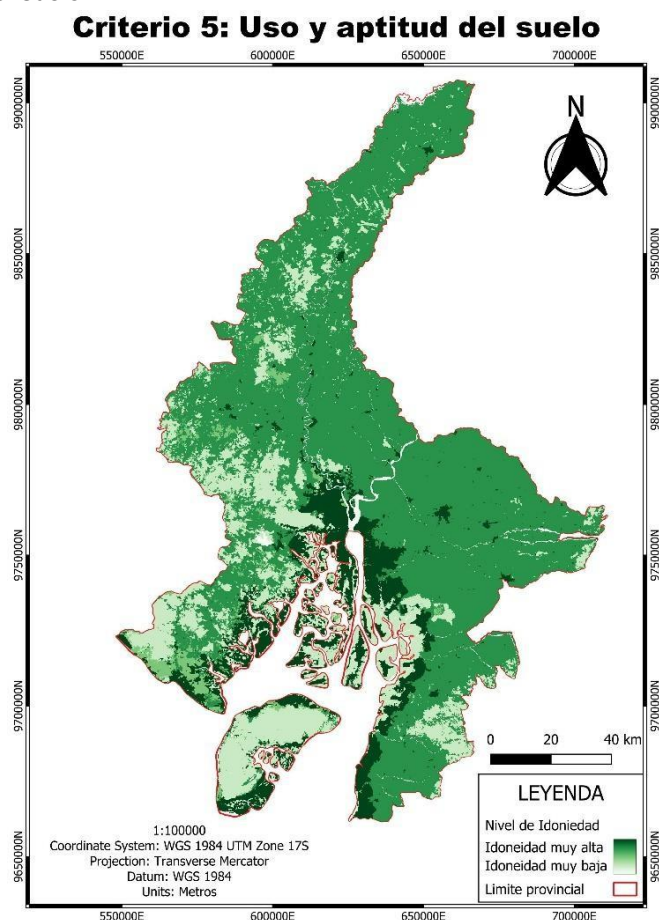 Criterio 5: Uso y aptitud del suelo
550000E 600000E 650000E 700000E
9900000N 9900000N
N
9850000N 9850000N
9800000N 9800000N
9750000N 9750000N
9700000N 9700000N
0 20 40 km
1:100000
Coordinate System: WGS 1984 UTM Zone 17S
Projection: Transverse Mercator
Datum: WGS 1984
Units: Metros
LEYENDA
Nivel de Idoniedad
Idoneidad muy alta
Idoneidad muy baja
Limite provincial
9650000N 9650000N
550000E 600000E 650000E 700000E